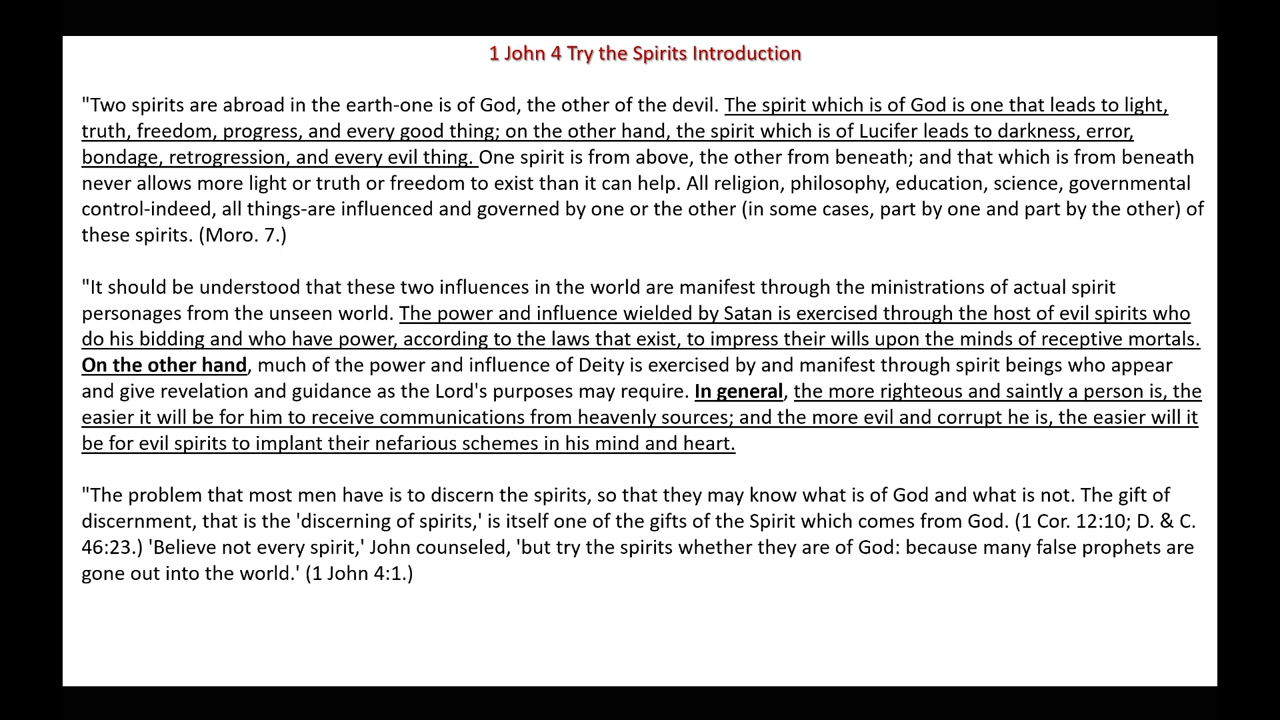 1 John 4 Try the Spirits Introduction
"Two spirits are abroad in the earth-one is of God, the other of the devil. The spirit which is of God is one that leads to light,
truth, freedom, progress, and every good thing; on the other hand, the spirit which is of Lucifer leads to darkness, error,
bondage, retrogression, and every evil thing. One spirit is from above, the other from beneath; and that which is from beneath
never allows more light or truth or freedom to exist than it can help. All religion, philosophy, education, science, governmental
control-indeed, all things-are influenced and governed by one or the other (in some cases, part by one and part by the other) of
these spirits. (Moro. 7.)
"It should be understood that these two influences in the world are manifest through the ministrations of actual spirit
personages from the unseen world. The power and influence wielded by Satan is exercised through the host of evil spirits who
do his bidding and who have power, according to the laws that exist, to impress their wills upon the minds of receptive mortals.
On the other hand, much of the power and influence of Deity is exercised by and manifest through spirit beings who appear
and give revelation and guidance as the Lord's purposes may require. In general, the more righteous and saintly a person is, the
easier it will be for him to receive communications from heavenly sources; and the more evil and corrupt he is, the easier will it
be for evil spirits to implant their nefarious schemes in his mind and heart.
"The problem that most men have is to discern the spirits, so that they may know what is of God and what is not. The gift of
discernment, that is the 'discerning of spirits,' is itself one of the gifts of the Spirit which comes from God. (1 Cor. 12:10; D. & C.
46:23.) 'Believe not every spirit,' John counseled, 'but try the spirits whether they are of God: because many false prophets are
gone out into the world.' (1 John 4:1.)